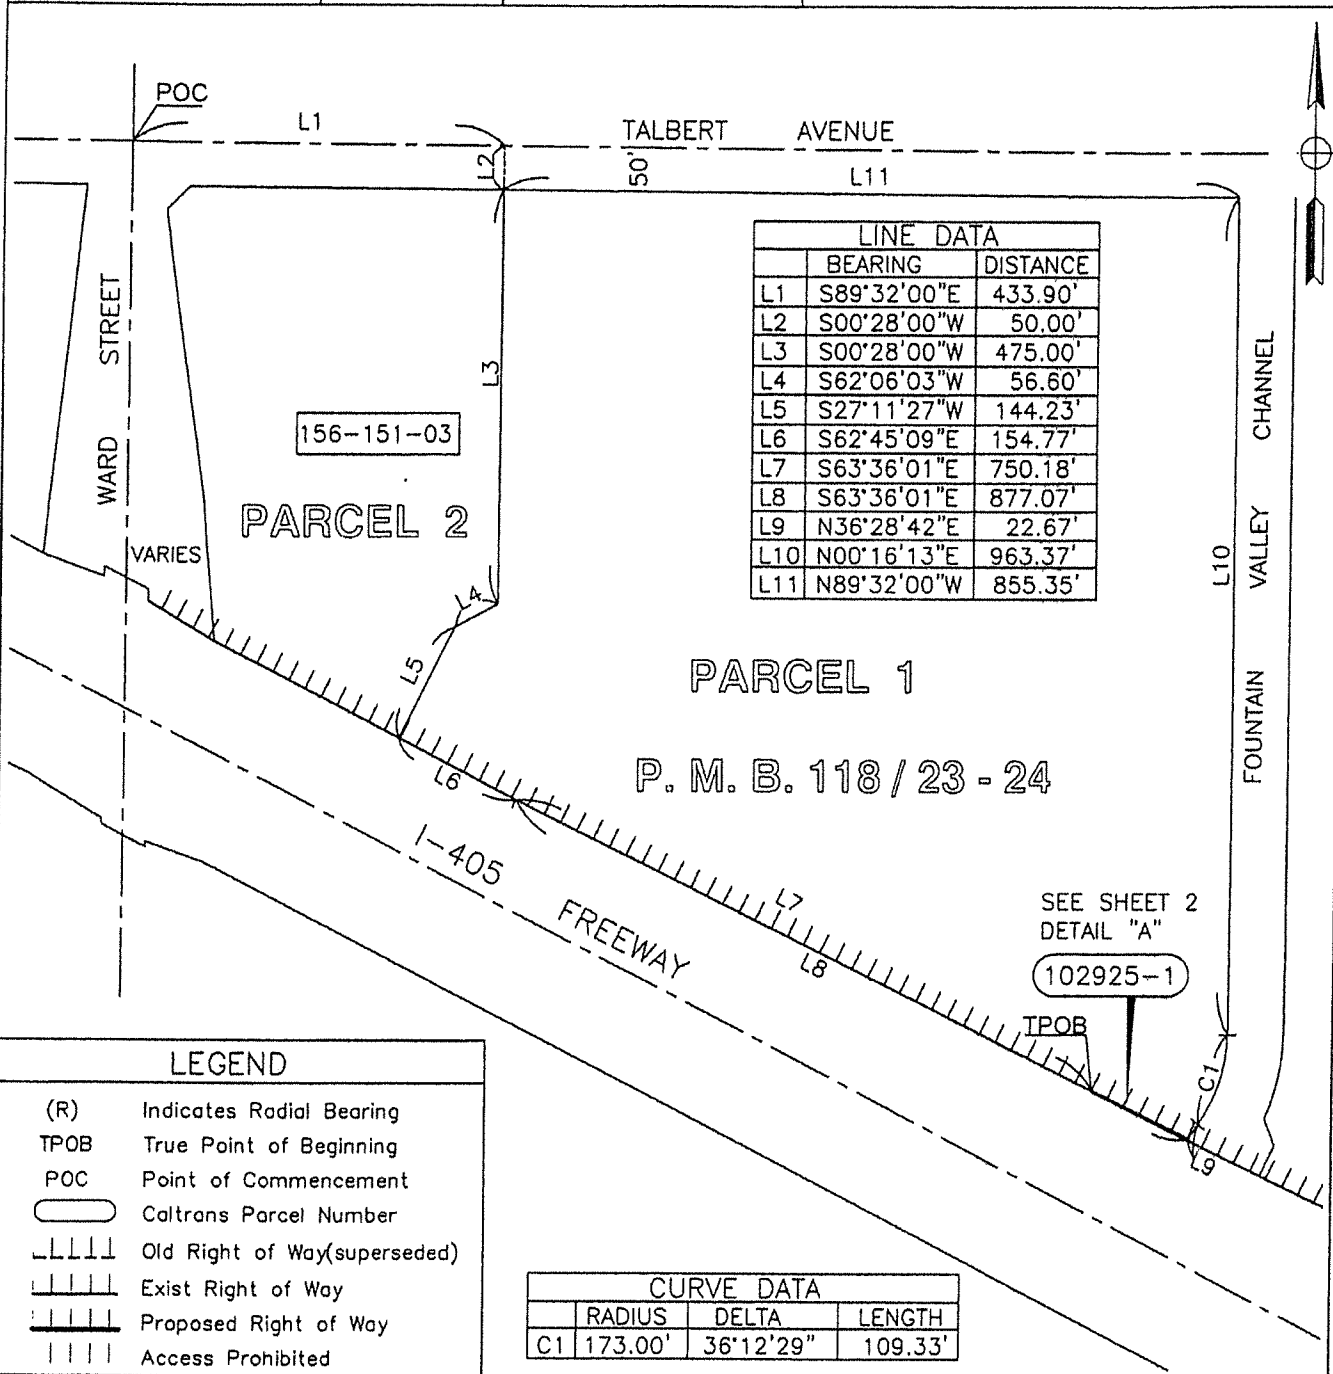 POC
L1
TALBERT AVENUE
L2
50'
L11
LINE DATA
BEARING DISTANCE
L1 S89°32'00"E 433.90'
L2 S00°28'00"W 50.00'
L3 S00°28'00"W 475.00'
L4 S62°06'03"W 56.60'
L5 S27°11'27"W 144.23'
L6 S62°45'09"E 154.77'
L7 S63°36'01"E 750.18'
L8 S63°36'01"E 877.07'
L9 N36°28'42"E 22.67'
L10 N00°16'13"E 963.37'
L11 N89°32'00"W 855.35'
WARD STREET
L3
156-151-03
PARCEL 2
VARIES
L4
L5
L10
FOUNTAIN VALLEY CHANNEL
PARCEL 1
P. M. B. 118 / 23 - 24
L6
I-405 FREEWAY
L7
L8
SEE SHEET 2
DETAIL "A"
102925-1
TPOB
C1
L9
LEGEND
(R) Indicates Radial Bearing
TPOB True Point of Beginning
POC Point of Commencement
Caltrans Parcel Number
Old Right of Way(superseded)
Exist Right of Way
Proposed Right of Way
Access Prohibited
CURVE DATA
RADIUS DELTA LENGTH
C1 173.00' 36°12'29" 109.33'